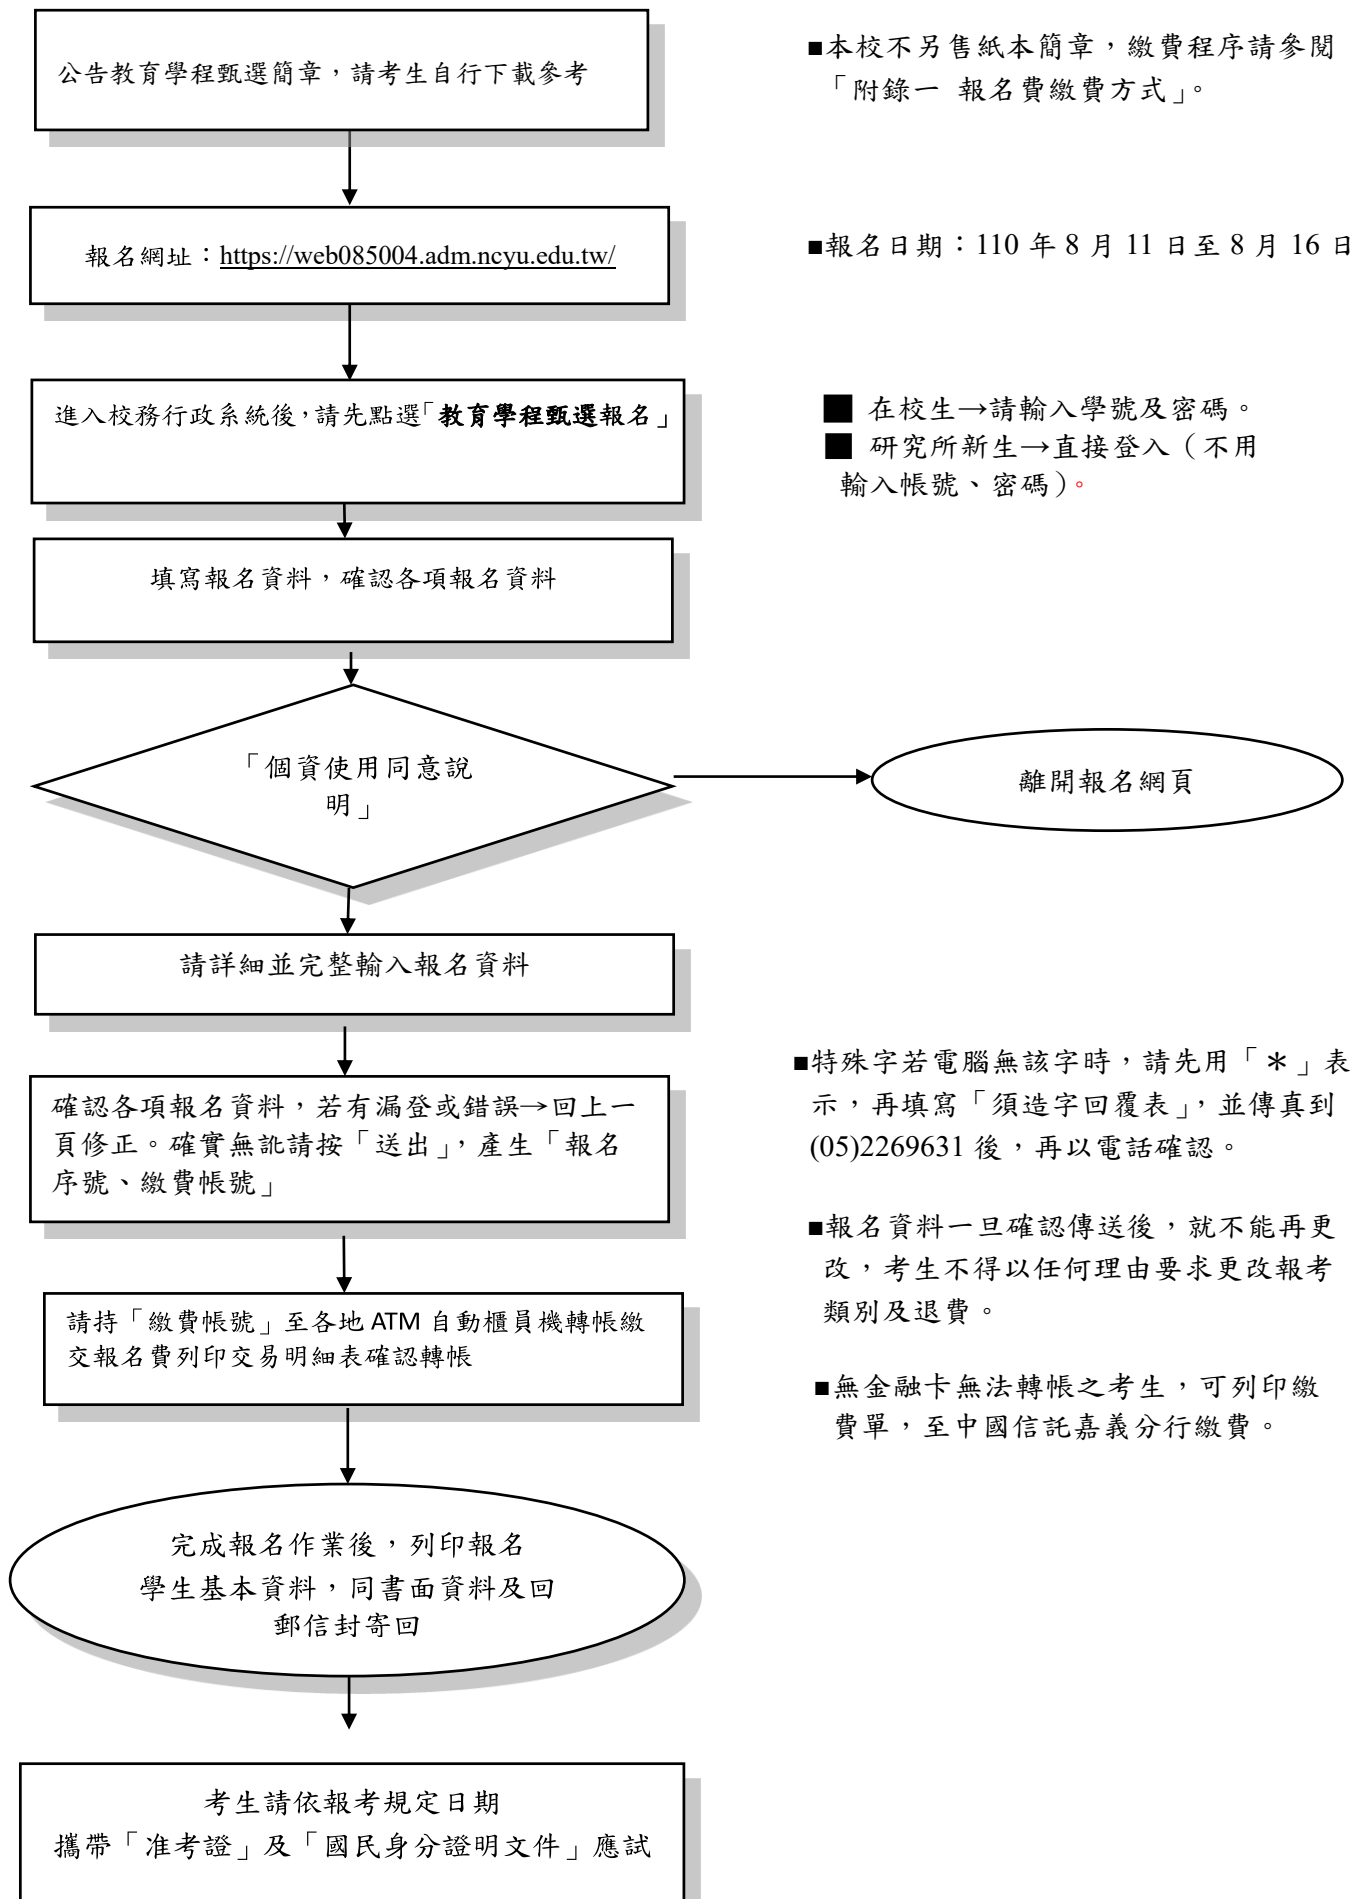 公告教育學程甄選簡章，請考生自行下載參考
■本校不另售紙本簡章，繳費程序請參閱
「附錄一 報名費繳費方式」。
報名網址：https://web085004.adm.ncyu.edu.tw/
■報名日期：110 年 8 月 11 日至 8 月 16 日
進入校務行政系統後，請先點選「教育學程甄選報名」
■ 在校生→請輸入學號及密碼。
■ 研究所新生→直接登入（不用
輸入帳號、密碼）。
填寫報名資料，確認各項報名資料
「個資使用同意說
明」
離開報名網頁
請詳細並完整輸入報名資料
確認各項報名資料，若有漏登或錯誤→回上一
頁修正。確實無訛請按「送出」，產生「報名
序號、繳費帳號」
■特殊字若電腦無該字時，請先用「＊」表
示，再填寫「須造字回覆表」，並傳真到
(05)2269631 後，再以電話確認。
■報名資料一旦確認傳送後，就不能再更
改，考生不得以任何理由要求更改報考
類別及退費。
請持「繳費帳號」至各地 ATM 自動櫃員機轉帳繳
交報名費列印交易明細表確認轉帳
■無金融卡無法轉帳之考生，可列印繳
費單，至中國信託嘉義分行繳費。
完成報名作業後，列印報名
學生基本資料，同書面資料及回
郵信封寄回
考生請依報考規定日期
攜帶「准考證」及「國民身分證明文件」應試